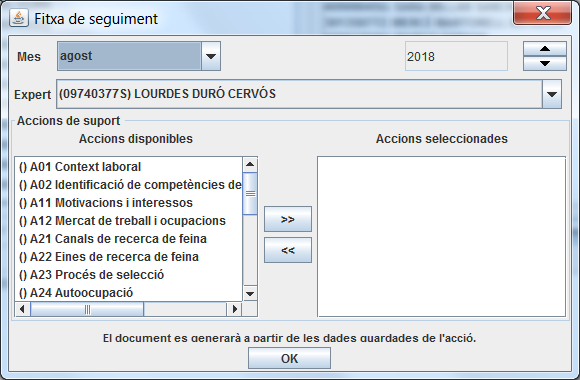 Fitxa de seguiment
Mes agost 2018
Expert (09740377S) LOURDES DURÓ CERVÓS
Accions de suport
Accions disponibles Accions seleccionades
() A01 Context laboral
() A02 Identificació de competències de
() A11 Motivacions i interessos
() A12 Mercat de treball i ocupacions
() A21 Canals de recerca de feina
() A22 Eines de recerca de feina
() A23 Procés de selecció
() A24 Autoocupació
>>
<<
El document es generarà a partir de les dades guardades de l'acció.
OK